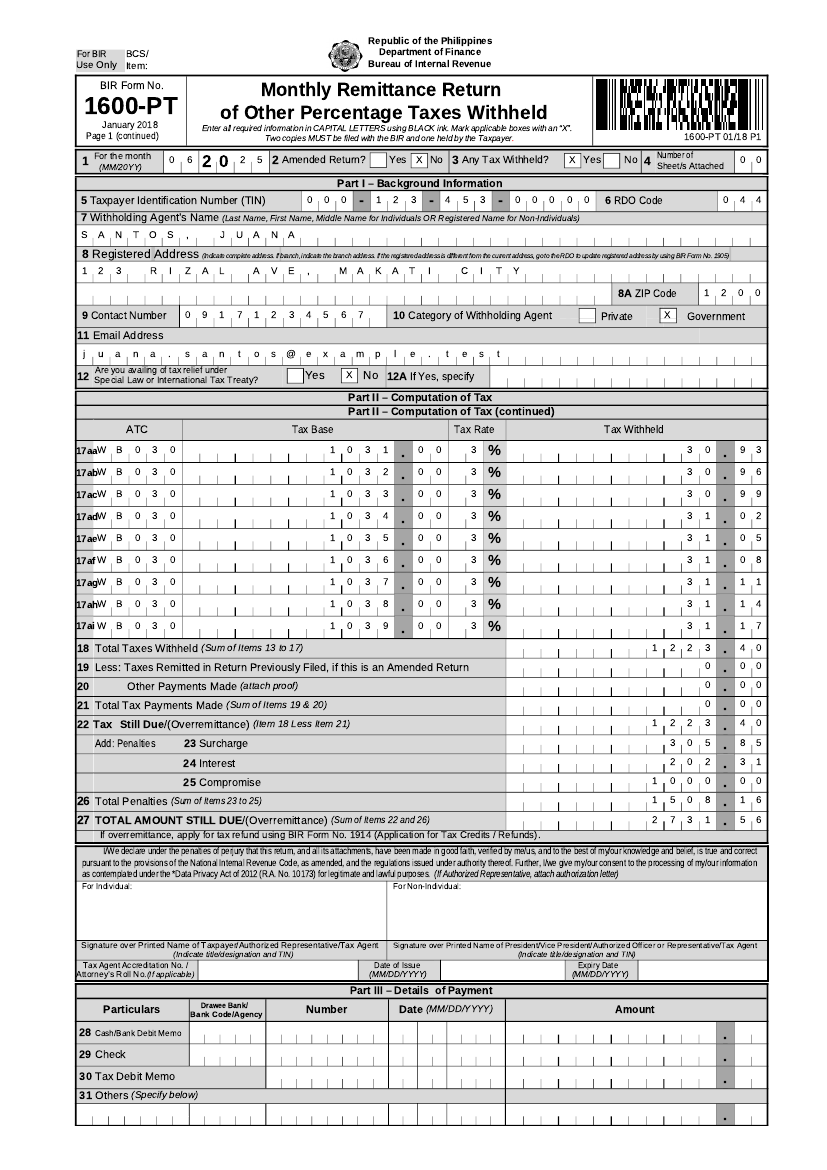 Republic of the Philippines
Department of Finance
Bureau of Internal Revenue
For BIR Use Only BCS/ Item:
BIR Form No.
1600-PT
January 2018
Page 1 (continued)
Monthly Remittance Return
of Other Percentage Taxes Withheld
Enter all required information in CAPITAL LETTERS using BLACK ink. Mark applicable boxes with an "X".
Two copies MUST be filed with the BIR and one held by the Taxpayer.
1600-PT 01/18 P1
1 For the month (MM/20YY) 0 6 20 2 5 2 Amended Return? Yes X No 3 Any Tax Withheld? X Yes No 4 Number of Sheet/s Attached 0 0
Part I – Background Information
5 Taxpayer Identification Number (TIN) 0 0 0 - 1 2 3 - 4 5 3 - 0 0 0 0 0 6 RDO Code 0 4 4
7 Withholding Agent's Name (Last Name, First Name, Middle Name for Individuals OR Registered Name for Non-Individuals)
SANTOS, JUANA
8 Registered Address (Indicate complete address. If branch, indicate the branch address. If the registered address is different from the current address, go to the RDO to update registered address by using BIR Form No. 1905)
123 RIZAL AVE, MAKATI CITY
8A ZIP Code 1 2 0 0
9 Contact Number 0 9 1 7 1 2 3 4 5 6 7 10 Category of Withholding Agent Private X Government
11 Email Address
juana.santos@example.test
12 Are you availing of tax relief under Special Law or International Tax Treaty? Yes X No 12A If Yes, specify
Part II – Computation of Tax
Part II – Computation of Tax (continued)
ATC Tax Base Tax Rate Tax Withheld
17aa W B 0 3 0 1 0 3 1 . 0 0 3 % 3 0 . 9 3
17ab W B 0 3 0 1 0 3 2 . 0 0 3 % 3 0 . 9 6
17ac W B 0 3 0 1 0 3 3 . 0 0 3 % 3 0 . 9 9
17ad W B 0 3 0 1 0 3 4 . 0 0 3 % 3 1 . 0 2
17ae W B 0 3 0 1 0 3 5 . 0 0 3 % 3 1 . 0 5
17af W B 0 3 0 1 0 3 6 . 0 0 3 % 3 1 . 0 8
17ag W B 0 3 0 1 0 3 7 . 0 0 3 % 3 1 . 1 1
17ah W B 0 3 0 1 0 3 8 . 0 0 3 % 3 1 . 1 4
17ai W B 0 3 0 1 0 3 9 . 0 0 3 % 3 1 . 1 7
18 Total Taxes Withheld (Sum of Items 13 to 17) 1 2 2 3 . 4 0
19 Less: Taxes Remitted in Return Previously Filed, if this is an Amended Return 0 . 0 0
20 Other Payments Made (attach proof) 0 . 0 0
21 Total Tax Payments Made (Sum of Items 19 & 20) 0 . 0 0
22 Tax Still Due/(Overremittance) (Item 18 Less Item 21) 1 2 2 3 . 4 0
Add: Penalties 23 Surcharge 3 0 5 . 8 5
24 Interest 2 0 2 . 3 1
25 Compromise 1 0 0 0 . 0 0
26 Total Penalties (Sum of Items 23 to 25) 1 5 0 8 . 1 6
27 TOTAL AMOUNT STILL DUE/(Overremittance) (Sum of Items 22 and 26) 2 7 3 1 . 5 6
If overremittance, apply for tax refund using BIR Form No. 1914 (Application for Tax Credits / Refunds).
I/We declare under the penalties of perjury that this return, and all its attachments, have been made in good faith, verified by me/us, and to the best of my/our knowledge and belief, is true and correct
pursuant to the provisions of the National Internal Revenue Code, as amended, and the regulations issued under authority thereof. Further, I/we give my/our consent to the processing of my/our information
as contemplated under the *Data Privacy Act of 2012 (R.A. No. 10173) for legitimate and lawful purposes. (If Authorized Representative, attach authorization letter)
For Individual: For Non-Individual:
Signature over Printed Name of Taxpayer/Authorized Representative/Tax Agent Signature over Printed Name of President/Vice President/Authorized Officer or Representative/Tax Agent
(Indicate title/designation and TIN) (Indicate title/designation and TIN)
Tax Agent Accreditation No. / Attorney's Roll No. (if applicable) Date of Issue (MM/DD/YYYY) Expiry Date (MM/DD/YYYY)
Part III – Details of Payment
Particulars Drawee Bank/ Bank Code/Agency Number Date (MM/DD/YYYY) Amount
28 Cash/Bank Debit Memo .
29 Check .
30 Tax Debit Memo .
31 Others (Specify below)
.